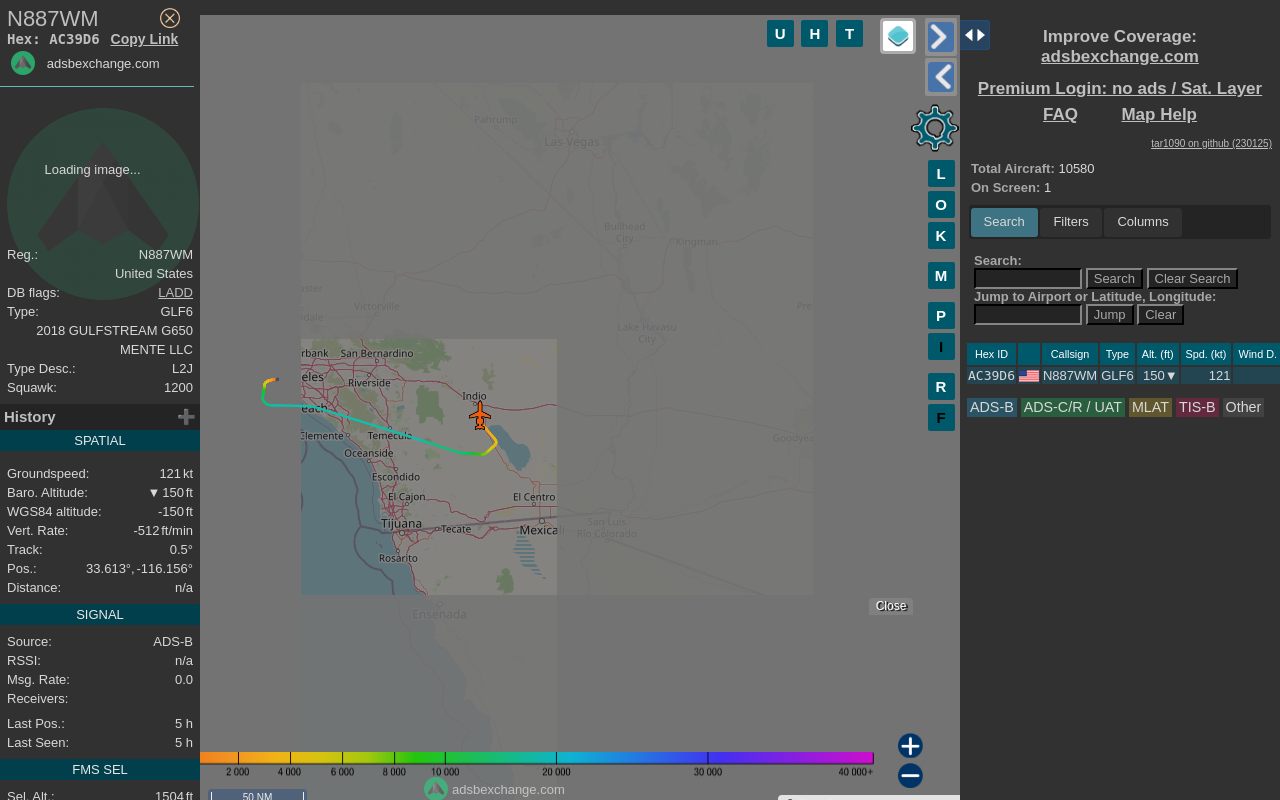 N887WM
Hex: AC39D6 Copy Link
adsbexchange.com
Loading image...
Reg.: N887WM
United States
DB flags: LADD
Type: GLF6
2018 GULFSTREAM G650
MENTE LLC
Type Desc.: L2J
Squawk: 1200
History
SPATIAL
Groundspeed: 121 kt
Baro. Altitude: ▼ 150 ft
WGS84 altitude: -150 ft
Vert. Rate: -512 ft/min
Track: 0.5°
Pos.: 33.613°, -116.156°
Distance: n/a
SIGNAL
Source: ADS-B
RSSI: n/a
Msg. Rate: 0.0
Receivers:
Last Pos.: 5 h
Last Seen: 5 h
FMS SEL
Sel. Alt.: 1504 ft
U H T
L
O
K
M
P
I
R
F
Pahrump
Las Vegas
Bullhead
City
Kingman
Victorville
Lake Havasu
City
rbank San Bernardino
eles
Riverside
Indio
each
Clemente Temecula
Oceanside
Escondido
El Cajon El Centro
Tijuana Tecate Mexicali
San Luis
Río Colorado
Rosarito
Ensenada
Goodyea
Close
2 000 4 000 6 000 8 000 10 000 20 000 30 000 40 000+
adsbexchange.com
50 NM
Improve Coverage:
adsbexchange.com
Premium Login: no ads / Sat. Layer
FAQ Map Help
tar1090 on github (230125)
Total Aircraft: 10580
On Screen: 1
Search Filters Columns
Search:
Search Clear Search
Jump to Airport or Latitude, Longitude:
Jump Clear
Hex ID Callsign Type Alt. (ft) Spd. (kt) Wind D.
AC39D6 N887WM GLF6 150▼ 121
ADS-B ADS-C/R / UAT MLAT TIS-B Other